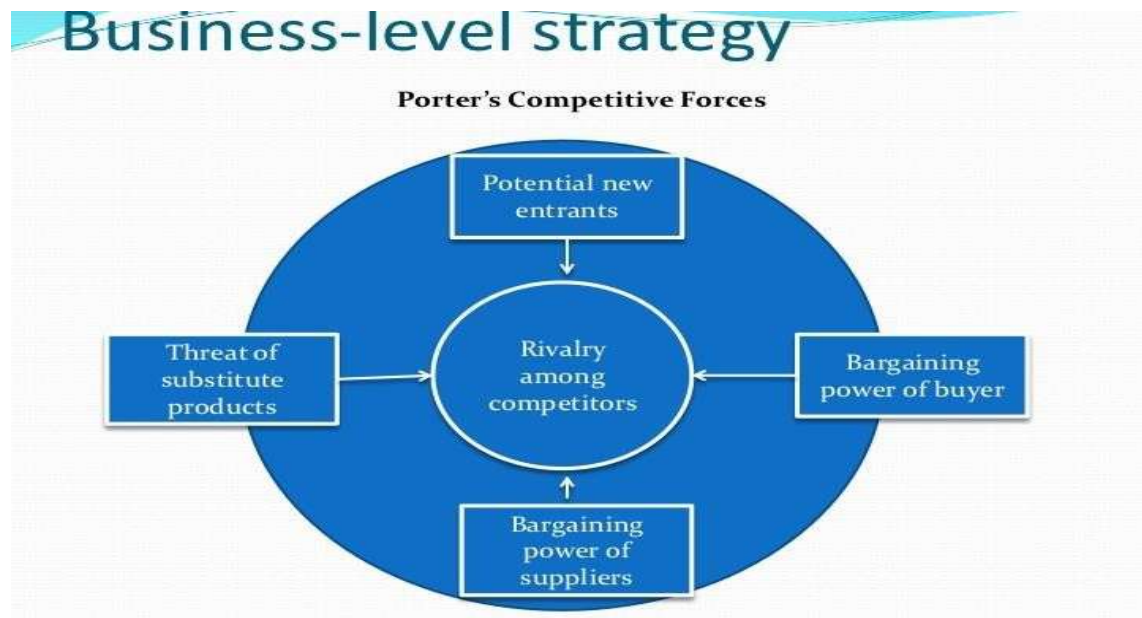 Business-level strategy
Porter's Competitive Forces
Potential new
entrants
Threat of
substitute
products
Rivalry
among
competitors
Bargaining
power of buyer
Bargaining
power of
suppliers